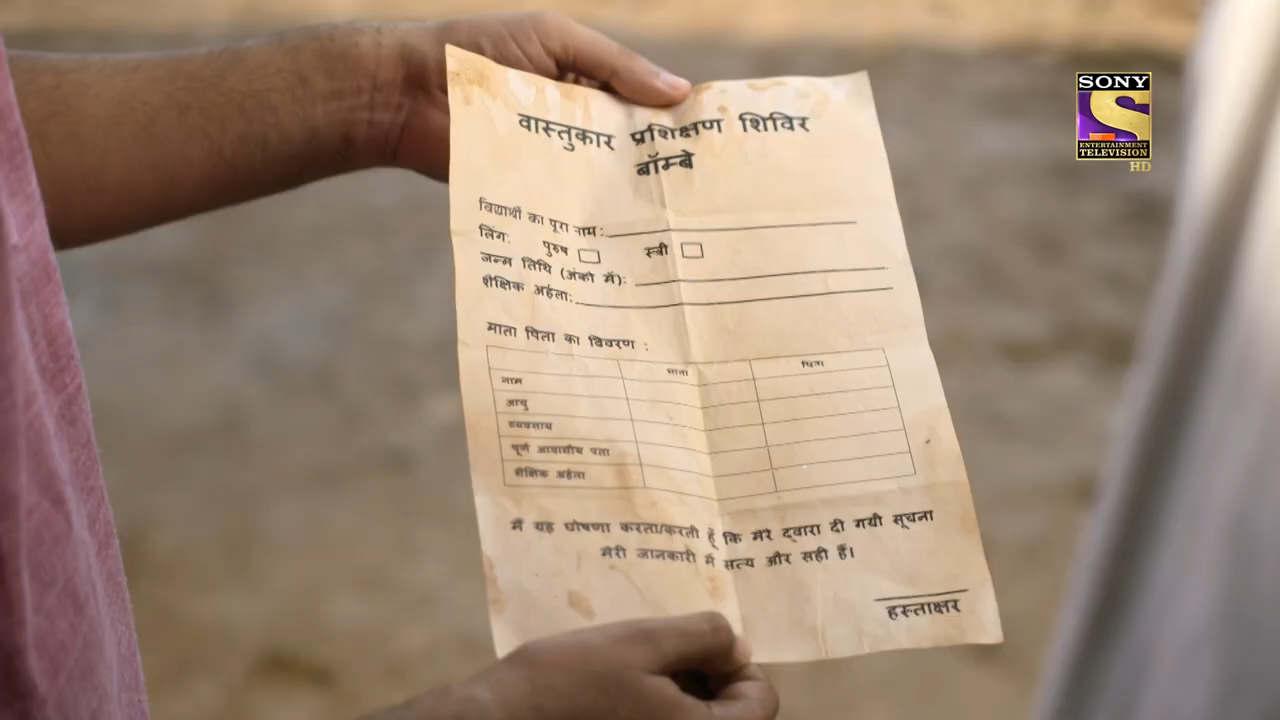 वास्तुकार प्रशिक्षण शिविर
बॉम्बे
विद्यार्थी का पूरा नाम:
लिंग: पुरुष स्त्री
जन्म तिथि (अंको में):
शैक्षिक अर्हता:
माता पिता का विवरण :
माता पिता
नाम
आयु
व्यवसाय
पूर्ण आवासीय पता
शैक्षिक अर्हता
मैं यह घोषणा करता/करती हूँ कि मेरे द्वारा दी गयी सूचना
मेरी जानकारी में सत्य और सही हैं।
हस्ताक्षर
SONY
ENTERTAINMENT
TELEVISION
HD